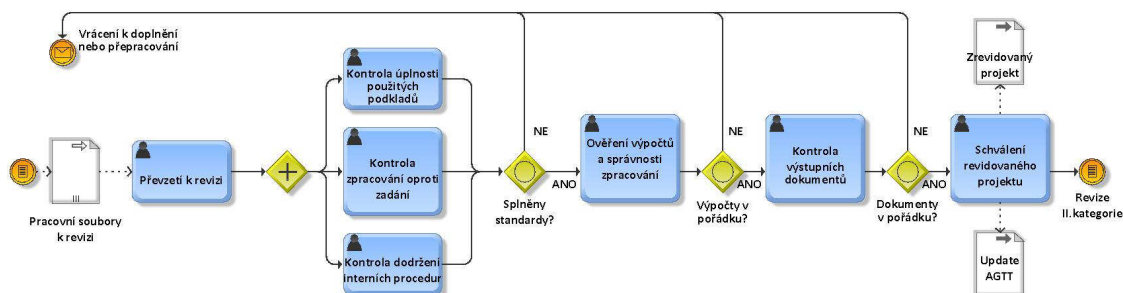 Vrácení k doplnění
nebo přepracování
Pracovní soubory
k revizi
Převzetí k revizi
Kontrola úplnosti
použitých
podkladů
Kontrola
zpracování oproti
zadání
Kontrola dodržení
interních procedur
NE
ANO
Splněny
standardy?
Ověření výpočtů
a správnosti
zpracování
NE
ANO
Výpočty v
pořádku?
Kontrola
výstupních
dokumentů
NE
ANO
Dokumenty
v pořádku?
Zrevidovaný
projekt
Schválení
revidovaného
projektu
Update
AGTT
Revize
II.kategorie